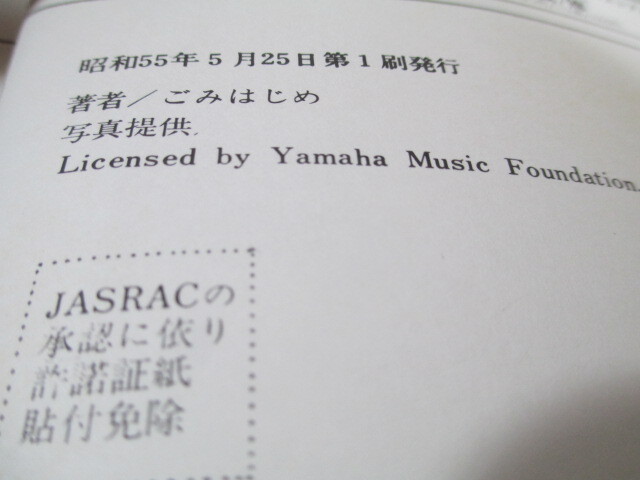 昭和55年5月25日第1刷発行
著者／ごみはじめ
写真提供
Licensed by Yamaha Music Foundation.
JASRACの
承認に依り
許諾証紙
貼付免除